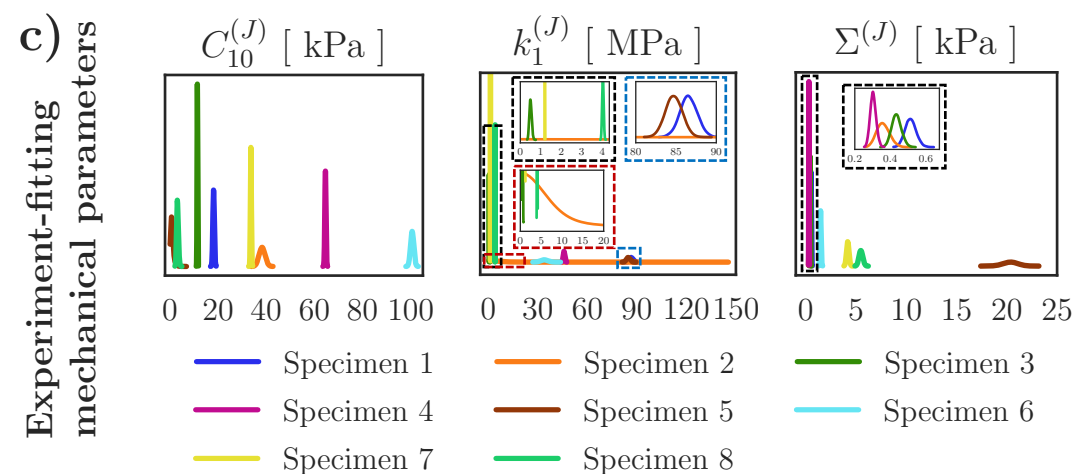 c)
Experiment-fitting
mechanical parameters
C₁₀⁽ᴶ⁾ [ kPa]
k₁⁽ᴶ⁾ [ MPa]
Σ⁽ᴶ⁾ [ kPa]
0 1 2 3 4
80 85 90
0 5 10 15 20
0.2 0.4 0.6
0 20 40 60 80 100
0 30 60 90 120 150
0 5 10 15 20 25
Specimen 1
Specimen 2
Specimen 3
Specimen 4
Specimen 5
Specimen 6
Specimen 7
Specimen 8